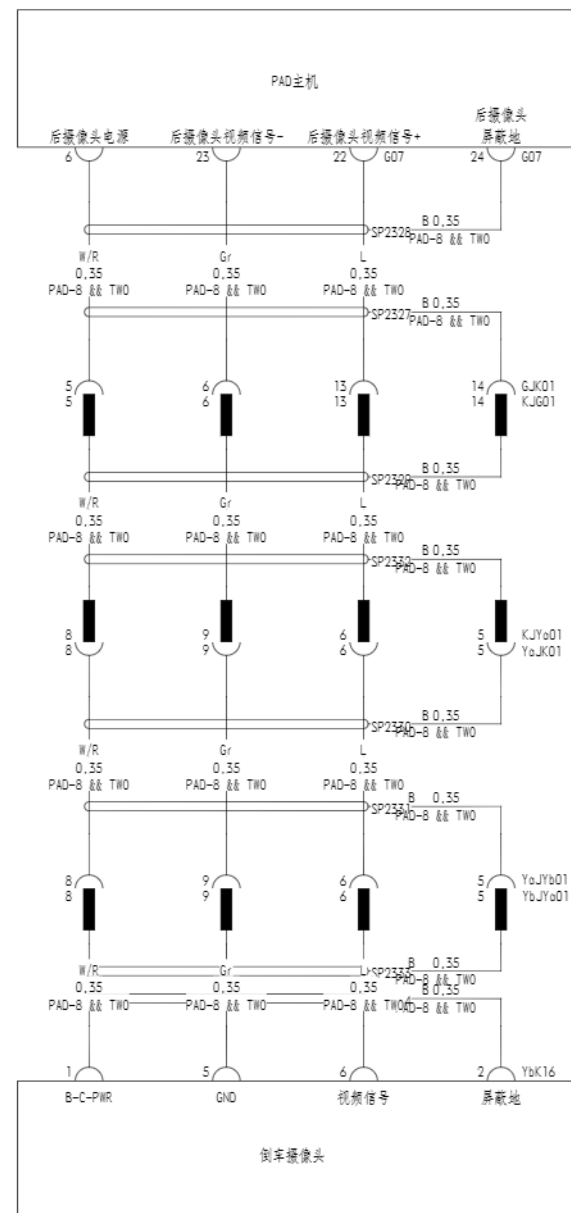 PAD主机
后摄像头
后摄像头电源 后摄像头视频信号- 后摄像头视频信号+ 屏蔽地
6 23 22 G07 24 G07
SP2328 B 0,35
W/R Gr L PAD-8 && TWO
0,35 0,35 0,35
PAD-8 && TWO PAD-8 && TWO PAD-8 && TWO
SP2327 B 0,35
PAD-8 && TWO
5 6 13 14 GJK01
5 6 13 14 KJG01
SP2329 B 0,35
W/R Gr L PAD-8 && TWO
0,35 0,35 0,35
PAD-8 && TWO PAD-8 && TWO PAD-8 && TWO
SP2332 B 0,35
PAD-8 && TWO
8 9 6 5 KJYa01
8 9 6 5 YaJK01
SP2330 B 0,35
W/R Gr L PAD-8 && TWO
0,35 0,35 0,35
PAD-8 && TWO PAD-8 && TWO PAD-8 && TWO
SP2331 B 0,35
PAD-8 && TWO
8 9 6 5 YaJYb01
8 9 6 5 YbJYa01
W/R Gr L SP2333 B 0,35
PAD-8 && TWO
0,35 0,35 0,35 B 0,35
PAD-8 && TWO PAD-8 && TWO PAD-8 && TWO PAD-8 && TWO
1 5 6 2 YbK16
B-C-PWR GND 视频信号 屏蔽地
倒车摄像头